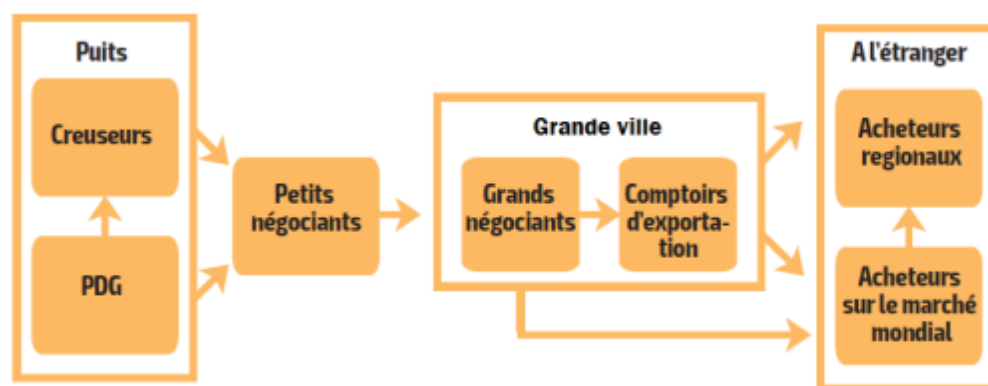 Puits
Creuseurs
PDG
Petits
négociants
Grande ville
Grands
négociants
Comptoirs
d'exporta-
tion
A l'étranger
Acheteurs
regionaux
Acheteurs
sur le marché
mondial